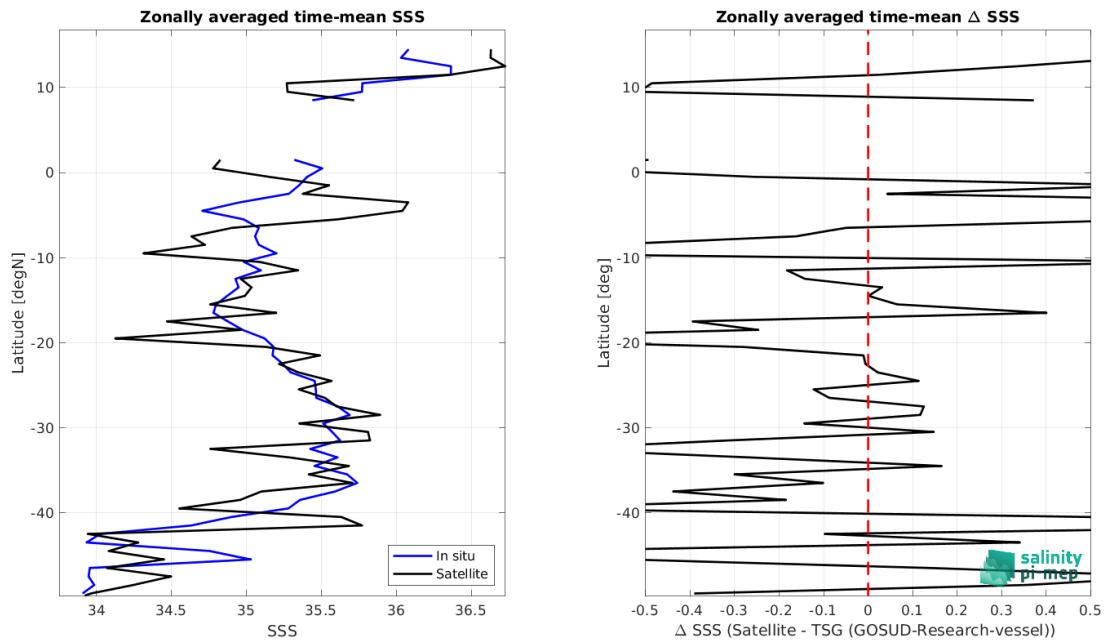 Zonally averaged time-mean SSS
10
0
-10
-20
-30
-40
Latitude [degN]
34
34.5
35
35.5
36
36.5
SSS
In situ
Satellite
Zonally averaged time-mean Δ SSS
10
0
-10
-20
-30
-40
Latitude [deg]
-0.5
-0.4
-0.3
-0.2
-0.1
0
0.1
0.2
0.3
0.4
0.5
Δ SSS (Satellite - TSG (GOSUD-Research-vessel))
salinity
pi-mep